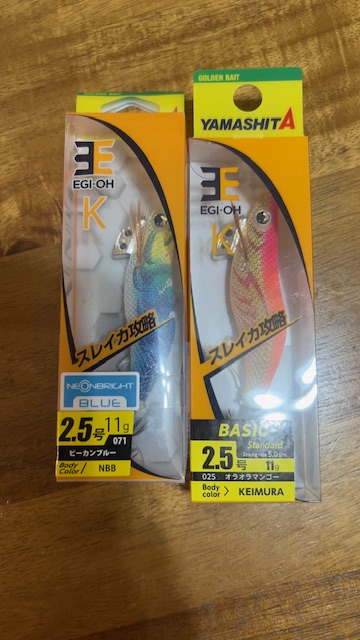 GOLDEN BAIT
EGI-OH
K
スレイカ攻略
NEONBRIGHT
BLUE
2.5号 11g
071
ピーカンブルー
Body Color/ NBB
GOLDEN BAIT
YAMASHITA
EGI-OH
K
スレイカ攻略
BASIC
Standard
2.5号 11g
025 オラオラマンゴー
Body color> KEIMURA